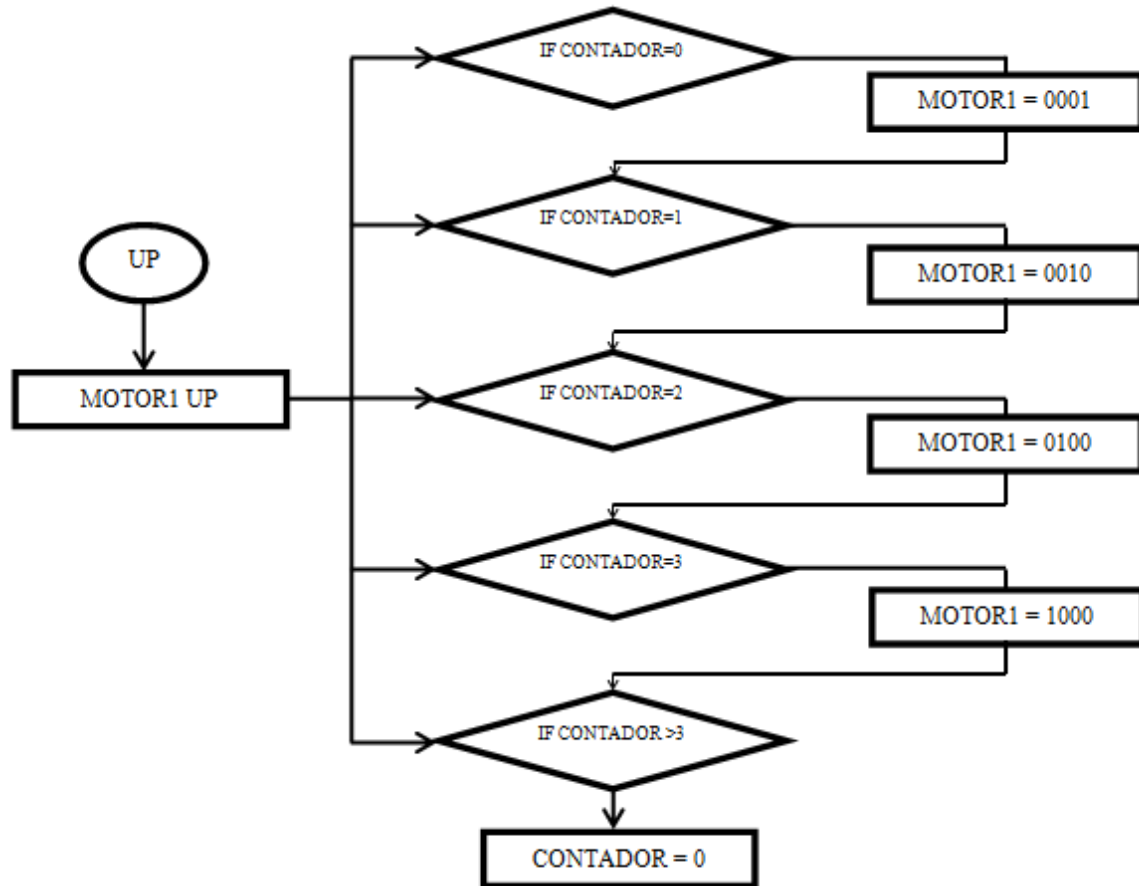 IF CONTADOR=0
MOTOR1 = 0001
IF CONTADOR=1
UP
MOTOR1 = 0010
MOTOR1 UP
IF CONTADOR=2
MOTOR1 = 0100
IF CONTADOR=3
MOTOR1 = 1000
IF CONTADOR >3
CONTADOR = 0